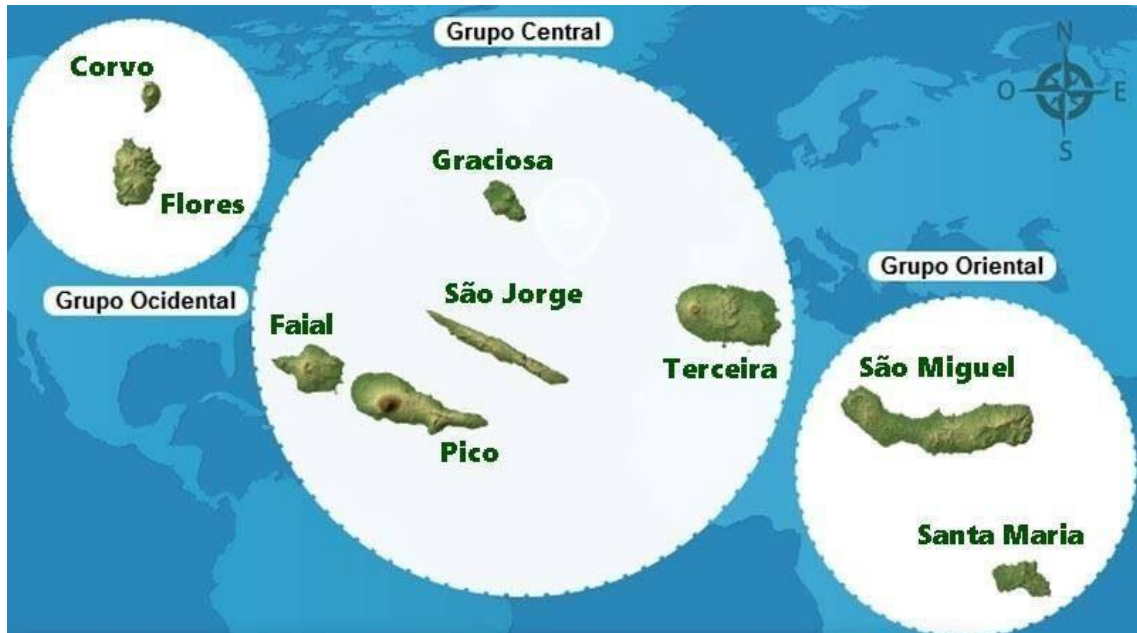 Grupo Central
Corvo
Flores
Grupo Ocidental
Graciosa
São Jorge
Faial
Pico
Terceira
Grupo Oriental
São Miguel
Santa Maria
N
O
E
S